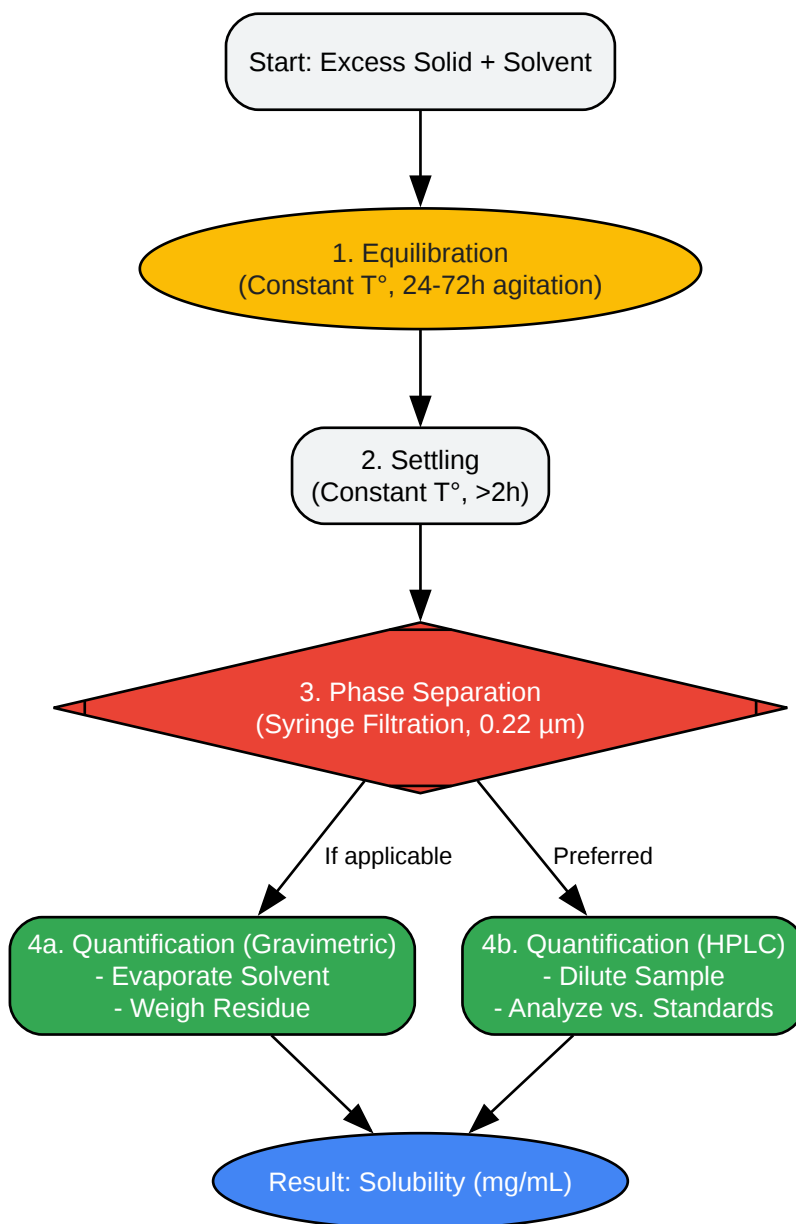 Start: Excess Solid + Solvent
1. Equilibration
(Constant T°, 24-72h agitation)
2. Settling
(Constant T°, >2h)
3. Phase Separation
(Syringe Filtration, 0.22 µm)
If applicable
Preferred
4a. Quantification (Gravimetric)
- Evaporate Solvent
- Weigh Residue
4b. Quantification (HPLC)
- Dilute Sample
- Analyze vs. Standards
Result: Solubility (mg/mL)